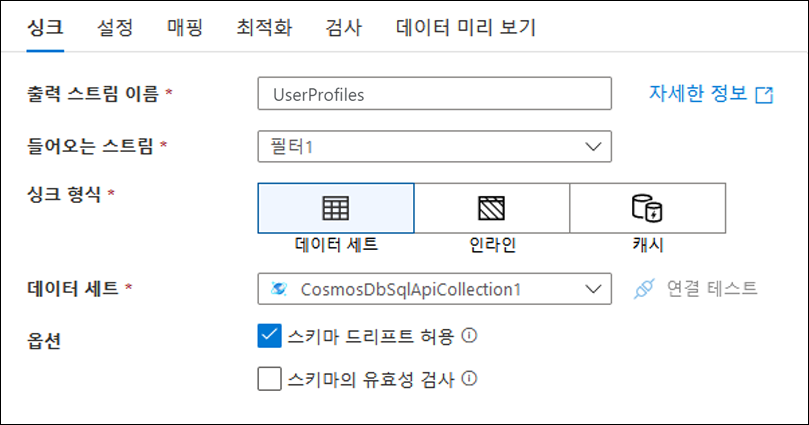 싱크 설정 매핑 최적화 검사 데이터 미리 보기
출력 스트림 이름 * UserProfiles 자세한 정보
들어오는 스트림 * 필터1
싱크 형식 *
데이터 세트 인라인 캐시
데이터 세트 * CosmosDbSqlApiCollection1 연결 테스트
옵션 스키마 드리프트 허용
스키마의 유효성 검사